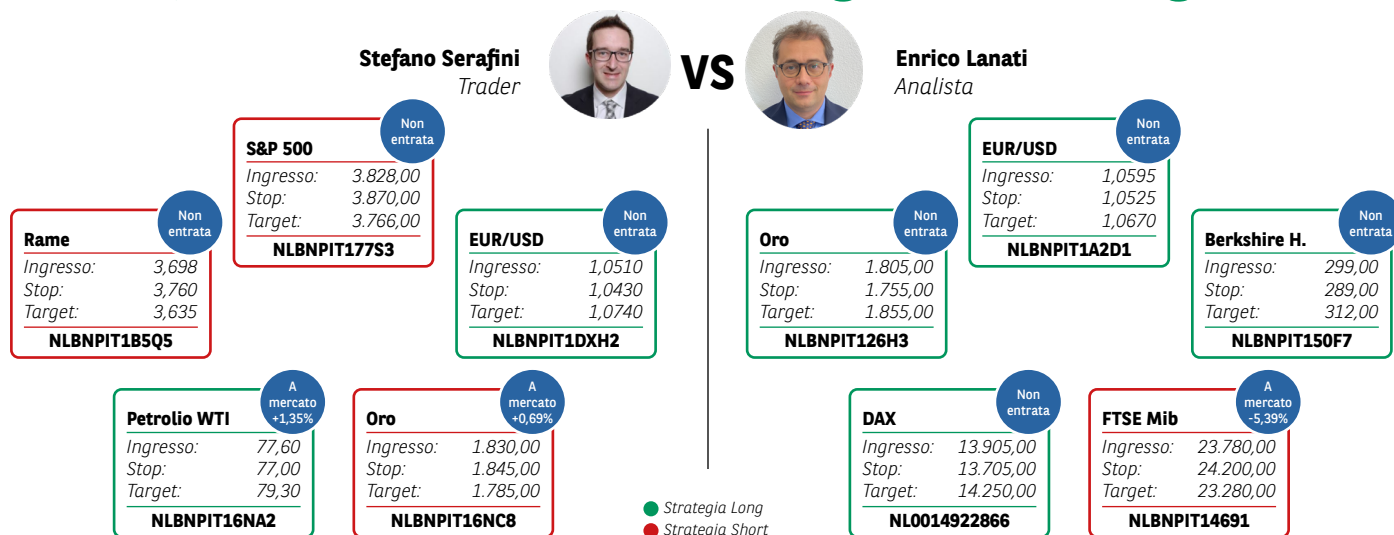 Stefano Serafini
Trader
VS
Enrico Lanati
Analista
Non
entrata
S&P 500
Ingresso: 3.828,00
Stop: 3.870,00
Target: 3.766,00
NLBNPIT177S3
Non
entrata
Rame
Ingresso: 3,698
Stop: 3,760
Target: 3,635
NLBNPIT1B5Q5
Non
entrata
EUR/USD
Ingresso: 1,0510
Stop: 1,0430
Target: 1,0740
NLBNPIT1DXH2
A
mercato
+1,35%
Petrolio WTI
Ingresso: 77,60
Stop: 77,00
Target: 79,30
NLBNPIT16NA2
A
mercato
+0,69%
Oro
Ingresso: 1.830,00
Stop: 1.845,00
Target: 1.785,00
NLBNPIT16NC8
Non
entrata
EUR/USD
Ingresso: 1,0595
Stop: 1,0525
Target: 1,0670
NLBNPIT1A2D1
Non
entrata
Oro
Ingresso: 1.805,00
Stop: 1.755,00
Target: 1.855,00
NLBNPIT126H3
Non
entrata
Berkshire H.
Ingresso: 299,00
Stop: 289,00
Target: 312,00
NLBNPIT150F7
Non
entrata
DAX
Ingresso: 13.905,00
Stop: 13.705,00
Target: 14.250,00
NL0014922866
A
mercato
-5,39%
FTSE Mib
Ingresso: 23.780,00
Stop: 24.200,00
Target: 23.280,00
NLBNPIT14691
Strategia Long
Strategia Short